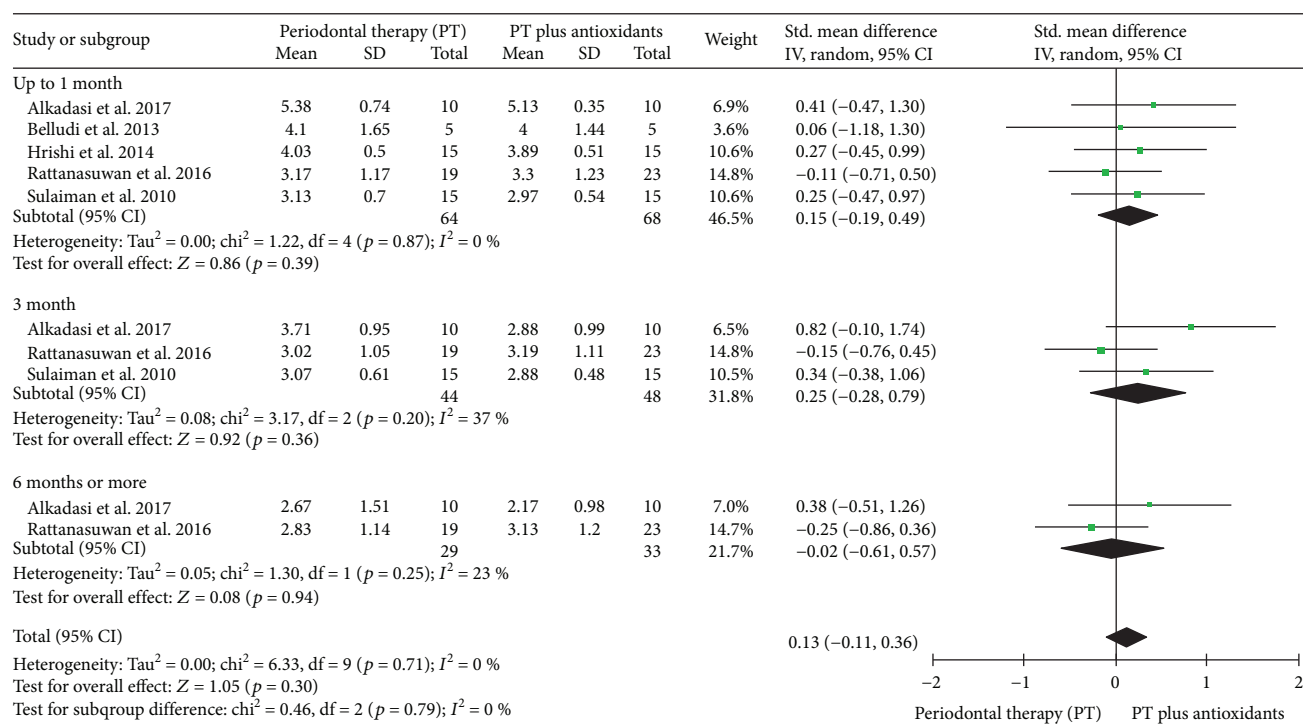 Study or subgroup Periodontal therapy (PT) PT plus antioxidants Weight Std. mean difference Std. mean difference
Mean SD Total Mean SD Total IV, random, 95% CI IV, random, 95% CI
Up to 1 month
Alkadasi et al. 2017 5.38 0.74 10 5.13 0.35 10 6.9% 0.41 (−0.47, 1.30)
Belludi et al. 2013 4.1 1.65 5 4 1.44 5 3.6% 0.06 (−1.18, 1.30)
Hrishi et al. 2014 4.03 0.5 15 3.89 0.51 15 10.6% 0.27 (−0.45, 0.99)
Rattanasuwan et al. 2016 3.17 1.17 19 3.3 1.23 23 14.8% −0.11 (−0.71, 0.50)
Sulaiman et al. 2010 3.13 0.7 15 2.97 0.54 15 10.6% 0.25 (−0.47, 0.97)
Subtotal (95% CI) 64 68 46.5% 0.15 (−0.19, 0.49)
Heterogeneity: Tau² = 0.00; chi² = 1.22, df = 4 (p = 0.87); I² = 0 %
Test for overall effect: Z = 0.86 (p = 0.39)
3 month
Alkadasi et al. 2017 3.71 0.95 10 2.88 0.99 10 6.5% 0.82 (−0.10, 1.74)
Rattanasuwan et al. 2016 3.02 1.05 19 3.19 1.11 23 14.8% −0.15 (−0.76, 0.45)
Sulaiman et al. 2010 3.07 0.61 15 2.88 0.48 15 10.5% 0.34 (−0.38, 1.06)
Subtotal (95% CI) 44 48 31.8% 0.25 (−0.28, 0.79)
Heterogeneity: Tau² = 0.08; chi² = 3.17, df = 2 (p = 0.20); I² = 37 %
Test for overall effect: Z = 0.92 (p = 0.36)
6 months or more
Alkadasi et al. 2017 2.67 1.51 10 2.17 0.98 10 7.0% 0.38 (−0.51, 1.26)
Rattanasuwan et al. 2016 2.83 1.14 19 3.13 1.2 23 14.7% −0.25 (−0.86, 0.36)
Subtotal (95% CI) 29 33 21.7% −0.02 (−0.61, 0.57)
Heterogeneity: Tau² = 0.05; chi² = 1.30, df = 1 (p = 0.25); I² = 23 %
Test for overall effect: Z = 0.08 (p = 0.94)
Total (95% CI) 0.13 (−0.11, 0.36)
Heterogeneity: Tau² = 0.00; chi² = 6.33, df = 9 (p = 0.71); I² = 0 %
Test for overall effect: Z = 1.05 (p = 0.30)
Test for subqroup difference: chi² = 0.46, df = 2 (p = 0.79); I² = 0 %
−2 −1 0 1 2
Periodontal therapy (PT) PT plus antioxidants